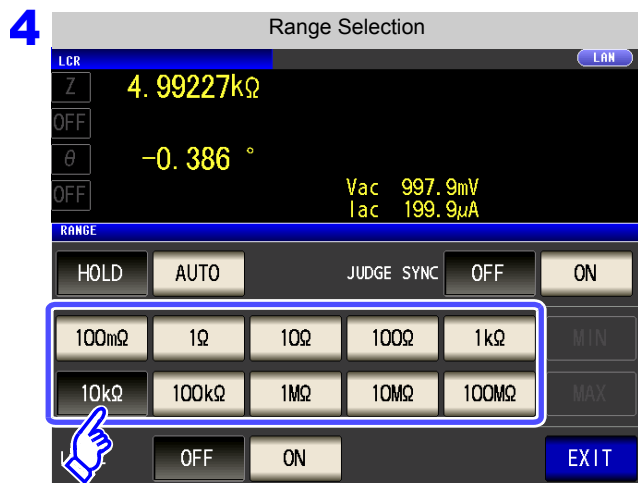 4
Range Selection
LCR LAN
Z 4.99227kΩ
OFF
θ -0.386 °
OFF Vac 997.9mV
Iac 199.9μA
RANGE
HOLD AUTO JUDGE SYNC OFF ON
100mΩ 1Ω 10Ω 100Ω 1kΩ MIN
10kΩ 100kΩ 1MΩ 10MΩ 100MΩ MAX
OFF ON EXIT